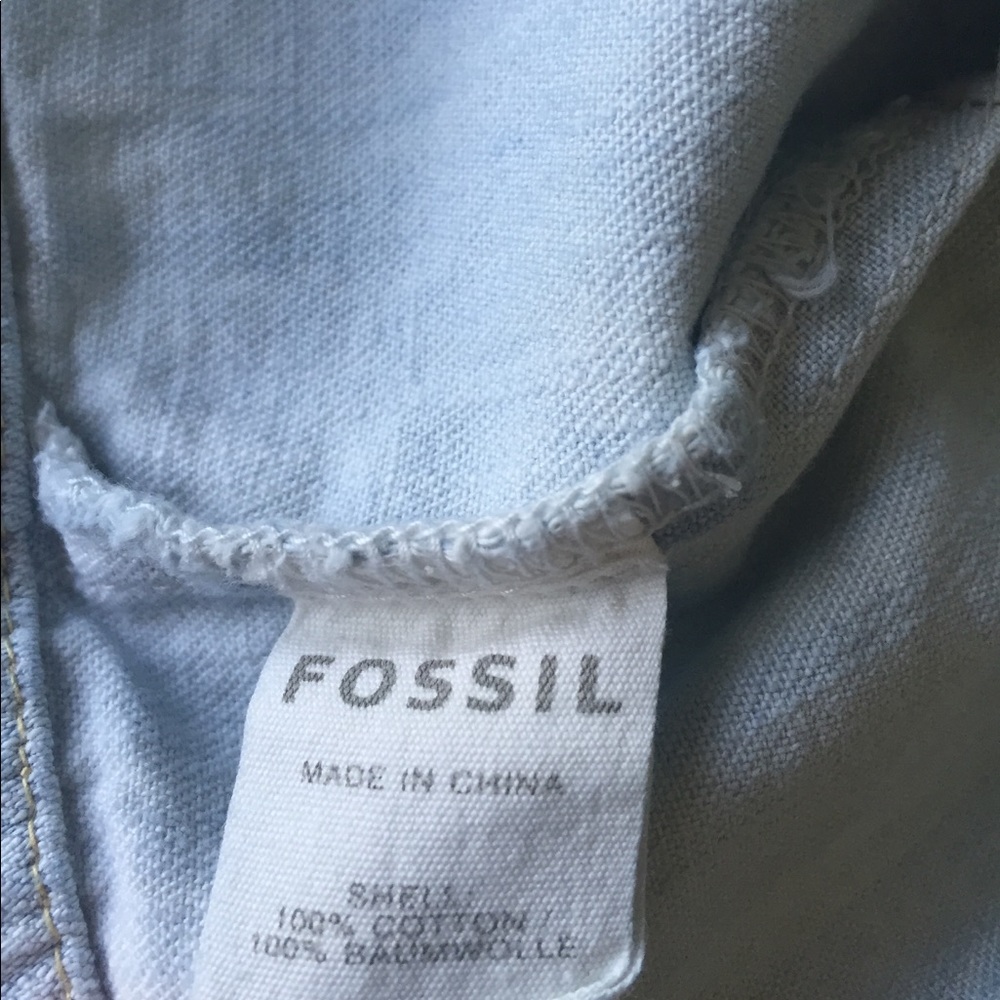 FOSSIL
MADE IN CHINA
SHELL:
100% COTTON /
100% BAUMWOLLE